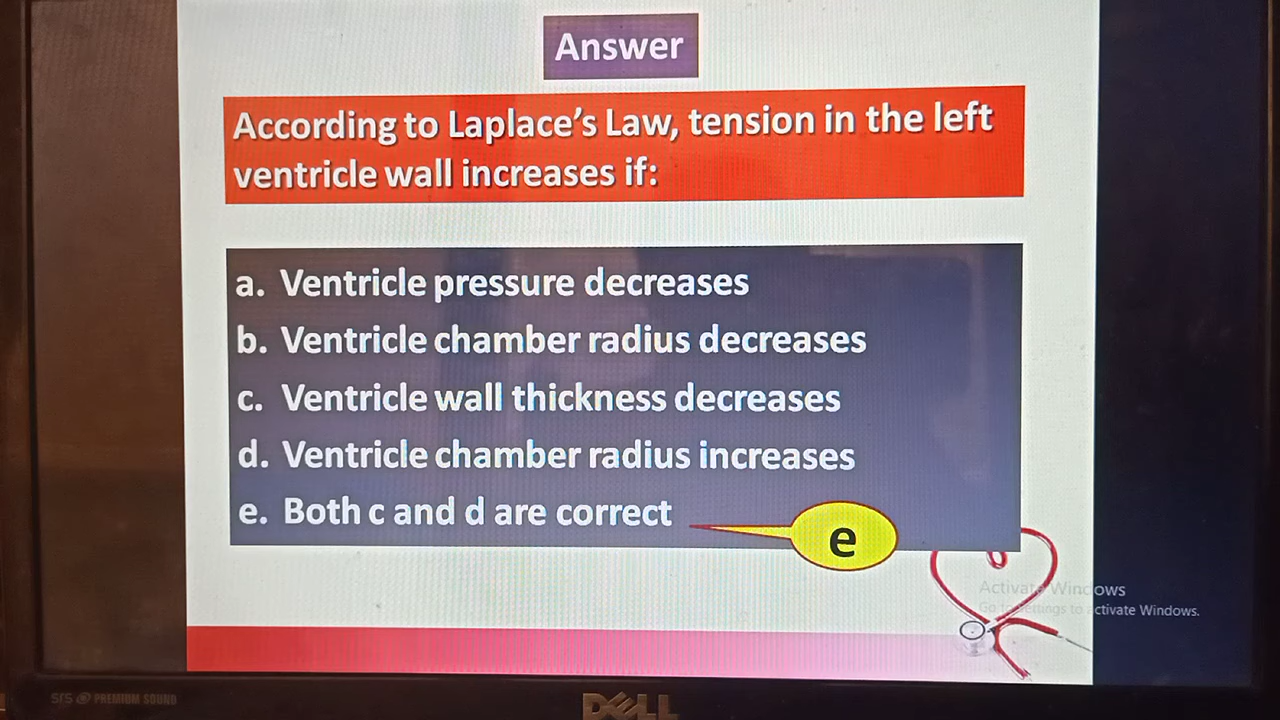 Answer
According to Laplace's Law, tension in the left
ventricle wall increases if:
a. Ventricle pressure decreases
b. Ventricle chamber radius decreases
c. Ventricle wall thickness decreases
d. Ventricle chamber radius increases
e. Both c and d are correct
e
Activate Windows
Go to Settings to activate Windows.
SRS PREMIUM SOUND
DELL